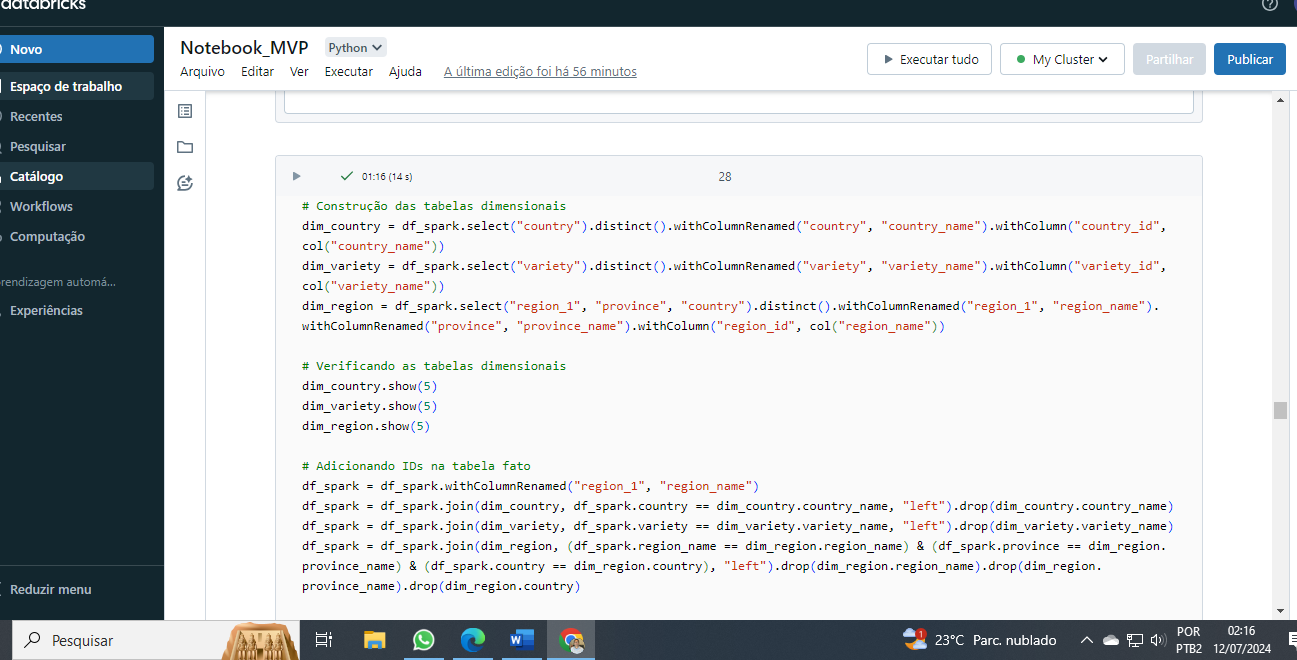 databricks
Novo
Espaço de trabalho
Recentes
Pesquisar
Catálogo
Workflows
Computação
rendizagem automá...
Experiências
Reduzir menu
Notebook_MVP Python
Arquivo Editar Ver Executar Ajuda A última edição foi há 56 minutos
Executar tudo My Cluster Partilhar Publicar
01:16 (14 s) 28
# Construção das tabelas dimensionais
dim_country = df_spark.select("country").distinct().withColumnRenamed("country", "country_name").withColumn("country_id",
col("country_name"))
dim_variety = df_spark.select("variety").distinct().withColumnRenamed("variety", "variety_name").withColumn("variety_id",
col("variety_name"))
dim_region = df_spark.select("region_1", "province", "country").distinct().withColumnRenamed("region_1", "region_name").
withColumnRenamed("province", "province_name").withColumn("region_id", col("region_name"))
# Verificando as tabelas dimensionais
dim_country.show(5)
dim_variety.show(5)
dim_region.show(5)
# Adicionando IDs na tabela fato
df_spark = df_spark.withColumnRenamed("region_1", "region_name")
df_spark = df_spark.join(dim_country, df_spark.country == dim_country.country_name, "left").drop(dim_country.country_name)
df_spark = df_spark.join(dim_variety, df_spark.variety == dim_variety.variety_name, "left").drop(dim_variety.variety_name)
df_spark = df_spark.join(dim_region, (df_spark.region_name == dim_region.region_name) & (df_spark.province == dim_region.
province_name) & (df_spark.country == dim_region.country), "left").drop(dim_region.region_name).drop(dim_region.
province_name).drop(dim_region.country)
Pesquisar
1
23°C Parc. nublado
POR
PTB2
02:16
12/07/2024